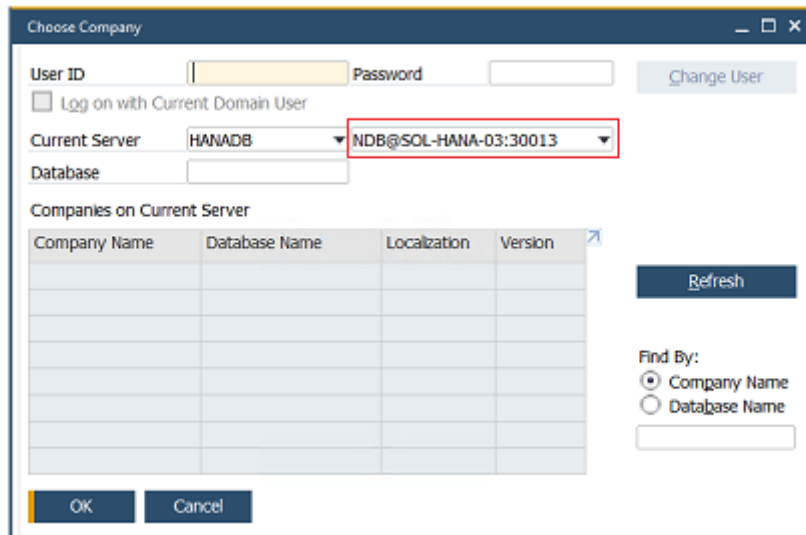 Choose Company
User ID Password Change User
Log on with Current Domain User
Current Server HANADB NDB@SOL-HANA-03:30013
Database
Companies on Current Server
Company Name Database Name Localization Version
Refresh
Find By:
Company Name
Database Name
OK Cancel